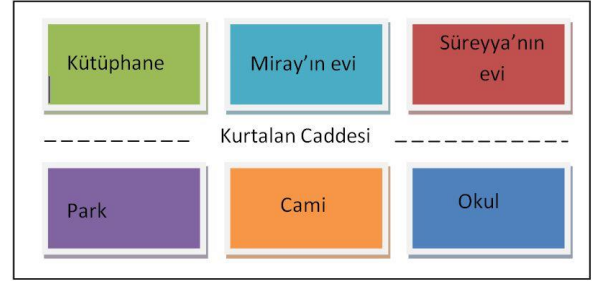 Kütüphane
Miray’ın evi
Süreyya’nın
evi
Kurtalan Caddesi
Park
Cami
Okul